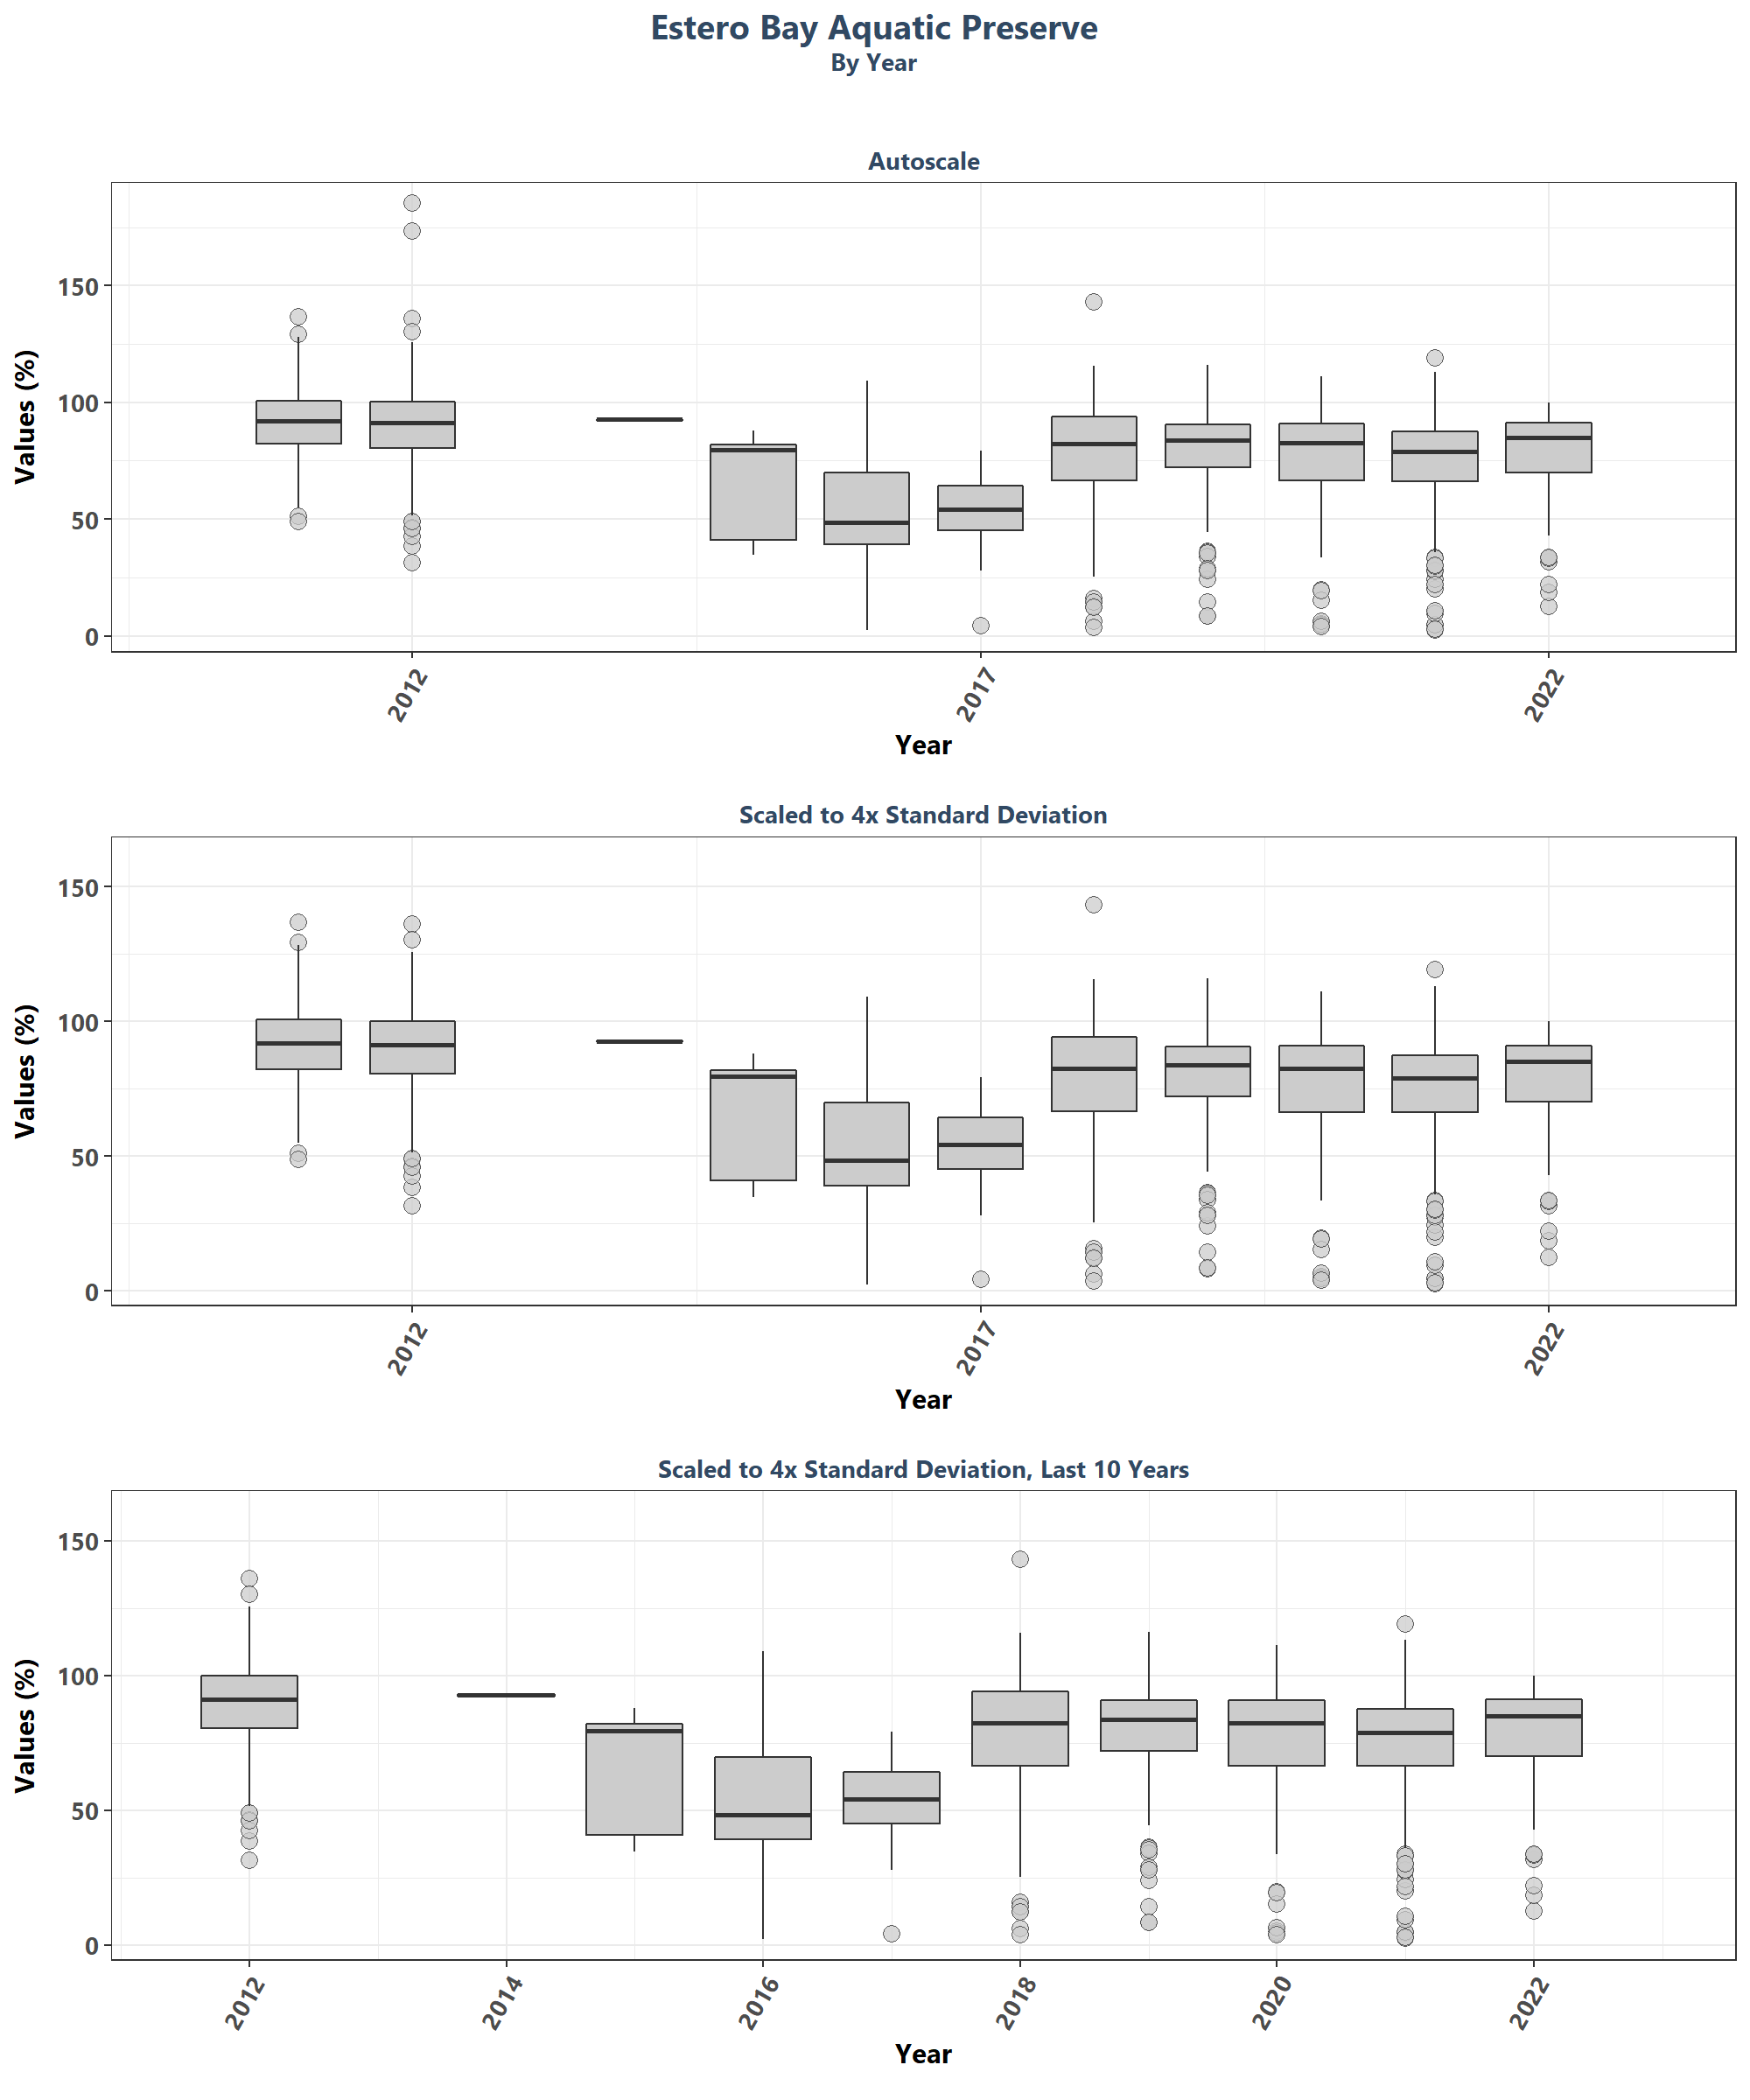 Estero Bay Aquatic Preserve
By Year
Autoscale
Values (%)
150
100
50
0
2012
2017
2022
Year
Scaled to 4x Standard Deviation
Values (%)
150
100
50
0
2012
2017
2022
Year
Scaled to 4x Standard Deviation, Last 10 Years
Values (%)
150
100
50
0
2012
2014
2016
2018
2020
2022
Year